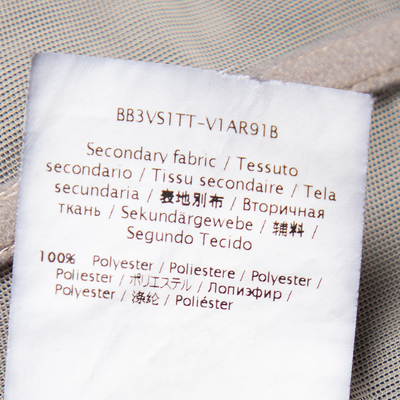 BB3VS1TT-V1AR91B
Secondary fabric / Tessuto
secondario / Tissu secondaire / Tela
secundaria / 表地別布 / Вторичная
ткань / Sekundärgewebe / 辅料 /
Segundo Tecido
100% Polyester / Poliestere / Polyester /
Poliester / ポリエステル / Лопиэфир /
Polyester / 涤纶 / Poliéster